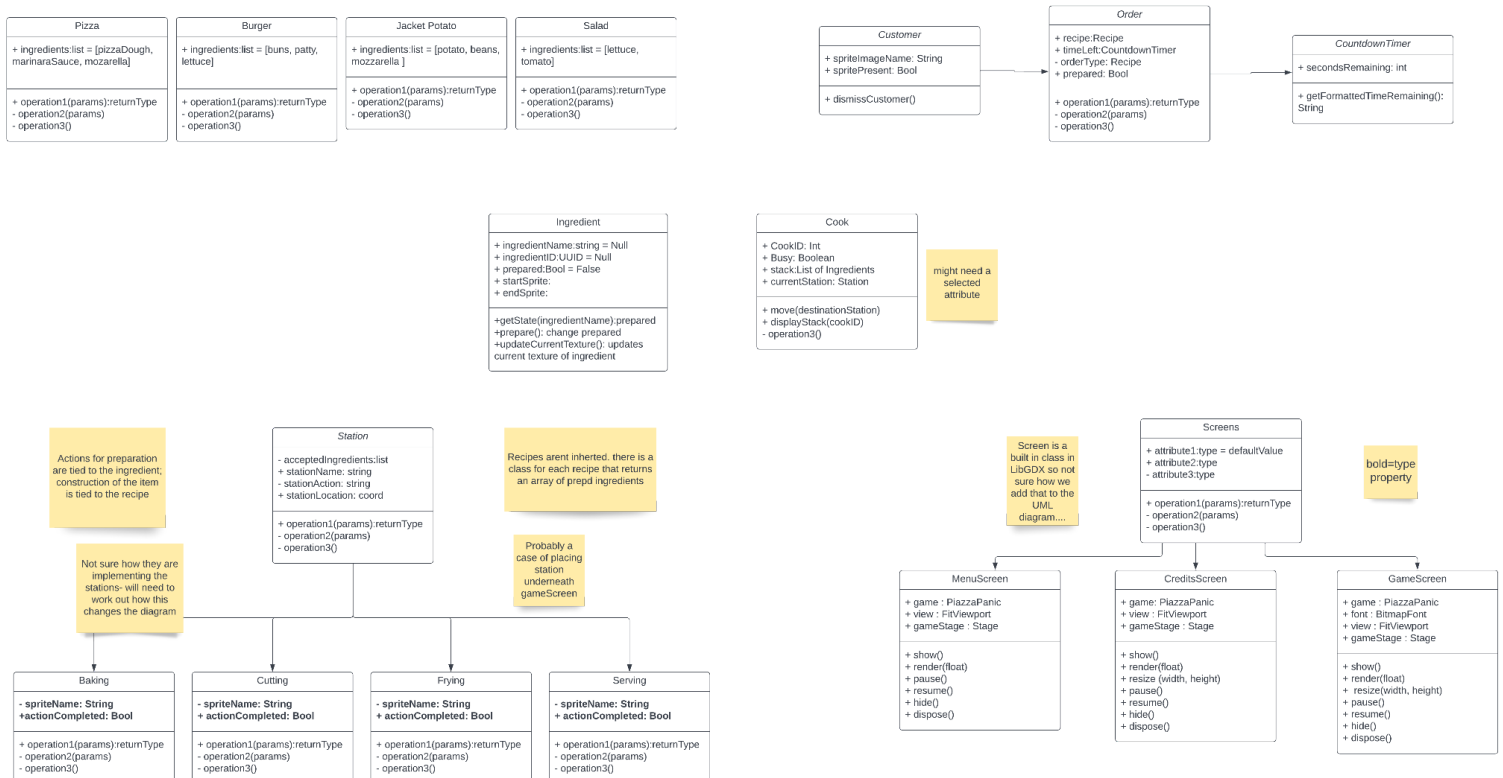 Pizza
+ ingredients:list = [pizzaDough,
marinaraSauce, mozarella]
+ operation1(params):returnType
- operation2(params)
- operation3()
Burger
+ ingredients:list = [buns, patty,
lettuce]
+ operation1(params):returnType
- operation2(params)
- operation3()
Jacket Potato
+ ingredients:list = [potato, beans,
mozzarella ]
+ operation1(params):returnType
- operation2(params)
- operation3()
Salad
+ ingredients:list = [lettuce,
tomato]
+ operation1(params):returnType
- operation2(params)
- operation3()
Customer
+ spriteImageName: String
+ spritePresent: Bool
+ dismissCustomer()
Order
+ recipe:Recipe
+ timeLeft:CountdownTimer
- orderType: Recipe
+ prepared: Bool
+ operation1(params):returnType
- operation2(params)
- operation3()
CountdownTimer
+ secondsRemaining: int
+ getFormattedTimeRemaining():
String
Ingredient
+ ingredientName:string = Null
+ ingredientID:UUID = Null
+ prepared:Bool = False
+ startSprite:
+ endSprite:
+getState(ingredientName):prepared
+prepare(): change prepared
+updateCurrentTexture(): updates
current texture of ingredient
Cook
+ CookID: Int
+ Busy: Boolean
+ stack:List of Ingredients
+ currentStation: Station
+ move(destinationStation)
+ displayStack(cookID)
- operation3()
might need a
selected
attribute
Actions for preparation
are tied to the ingredient;
construction of the item
is tied to the recipe
Not sure how they are
implementing the
stations- will need to
work out how this
changes the diagram
Station
- acceptedIngredients:list
+ stationName: string
- stationAction: string
+ stationLocation: coord
+ operation1(params):returnType
- operation2(params)
- operation3()
Recipes arent inherited. there is a
class for each recipe that returns
an array of prepd ingredients
Probably a
case of placing
station
underneath
gameScreen
Baking
- spriteName: String
+actionCompleted: Bool
+ operation1(params):returnType
- operation2(params)
- operation3()
Cutting
- spriteName: String
+ actionCompleted: Bool
+ operation1(params):returnType
- operation2(params)
- operation3()
Frying
- spriteName: String
+ actionCompleted: Bool
+ operation1(params):returnType
- operation2(params)
- operation3()
Serving
- spriteName: String
+ actionCompleted: Bool
+ operation1(params):returnType
- operation2(params)
- operation3()
Screen is a
built in class in
LibGDX so not
sure how we
add that to the
UML
diagram....
Screens
+ attribute1:type = defaultValue
+ attribute2:type
- attribute3:type
+ operation1(params):returnType
- operation2(params)
- operation3()
bold=type
property
MenuScreen
+ game : PiazzaPanic
+ view : FitViewport
+ gameStage : Stage
+ show()
+ render(float)
+ pause()
+ resume()
+ hide()
+ dispose()
CreditsScreen
+ game: PiazzaPanic
+ view : FitViewport
+ gameStage : Stage
+ show()
+ render(float)
+ resize (width, height)
+ pause()
+ resume()
+ hide()
+ dispose()
GameScreen
+ game : PiazzaPanic
+ font : BitmapFont
+ view : FitViewport
+ gameStage : Stage
+ show()
+ render(float)
+  resize(width, height)
+ pause()
+ resume()
+ hide()
+ dispose()